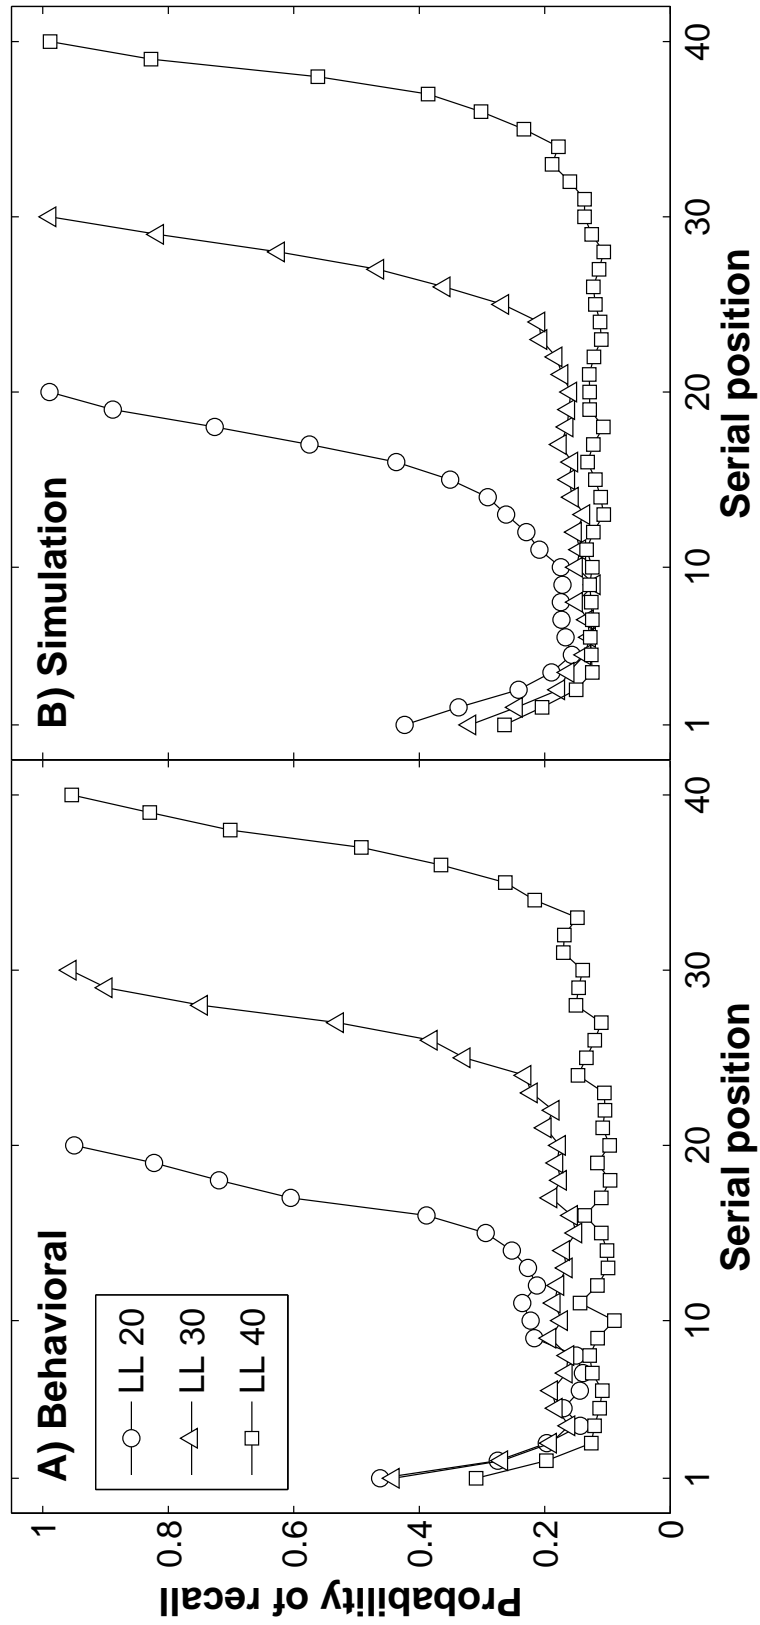 A) Behavioral
LL 20
LL 30
LL 40
Probability of recall
1
0.8
0.6
0.4
0.2
0
1
10
20
30
40
Serial position
B) Simulation
1
10
20
30
40
Serial position